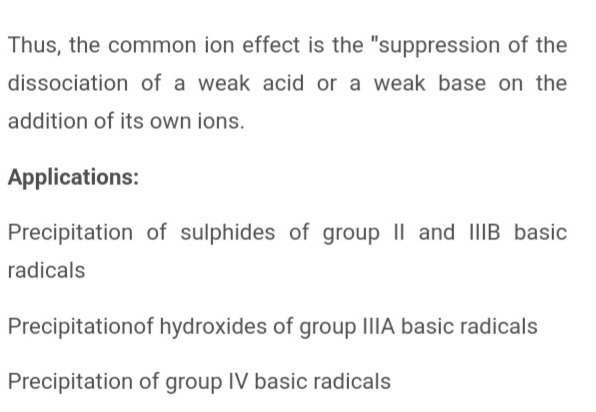 Thus, the common ion effect is the "suppression of the
dissociation of a weak acid or a weak base on the
addition of its own ions.
Applications:
Precipitation of sulphides of group II and IIIB basic
radicals
Precipitationof hydroxides of group IIIA basic radicals
Precipitation of group IV basic radicals